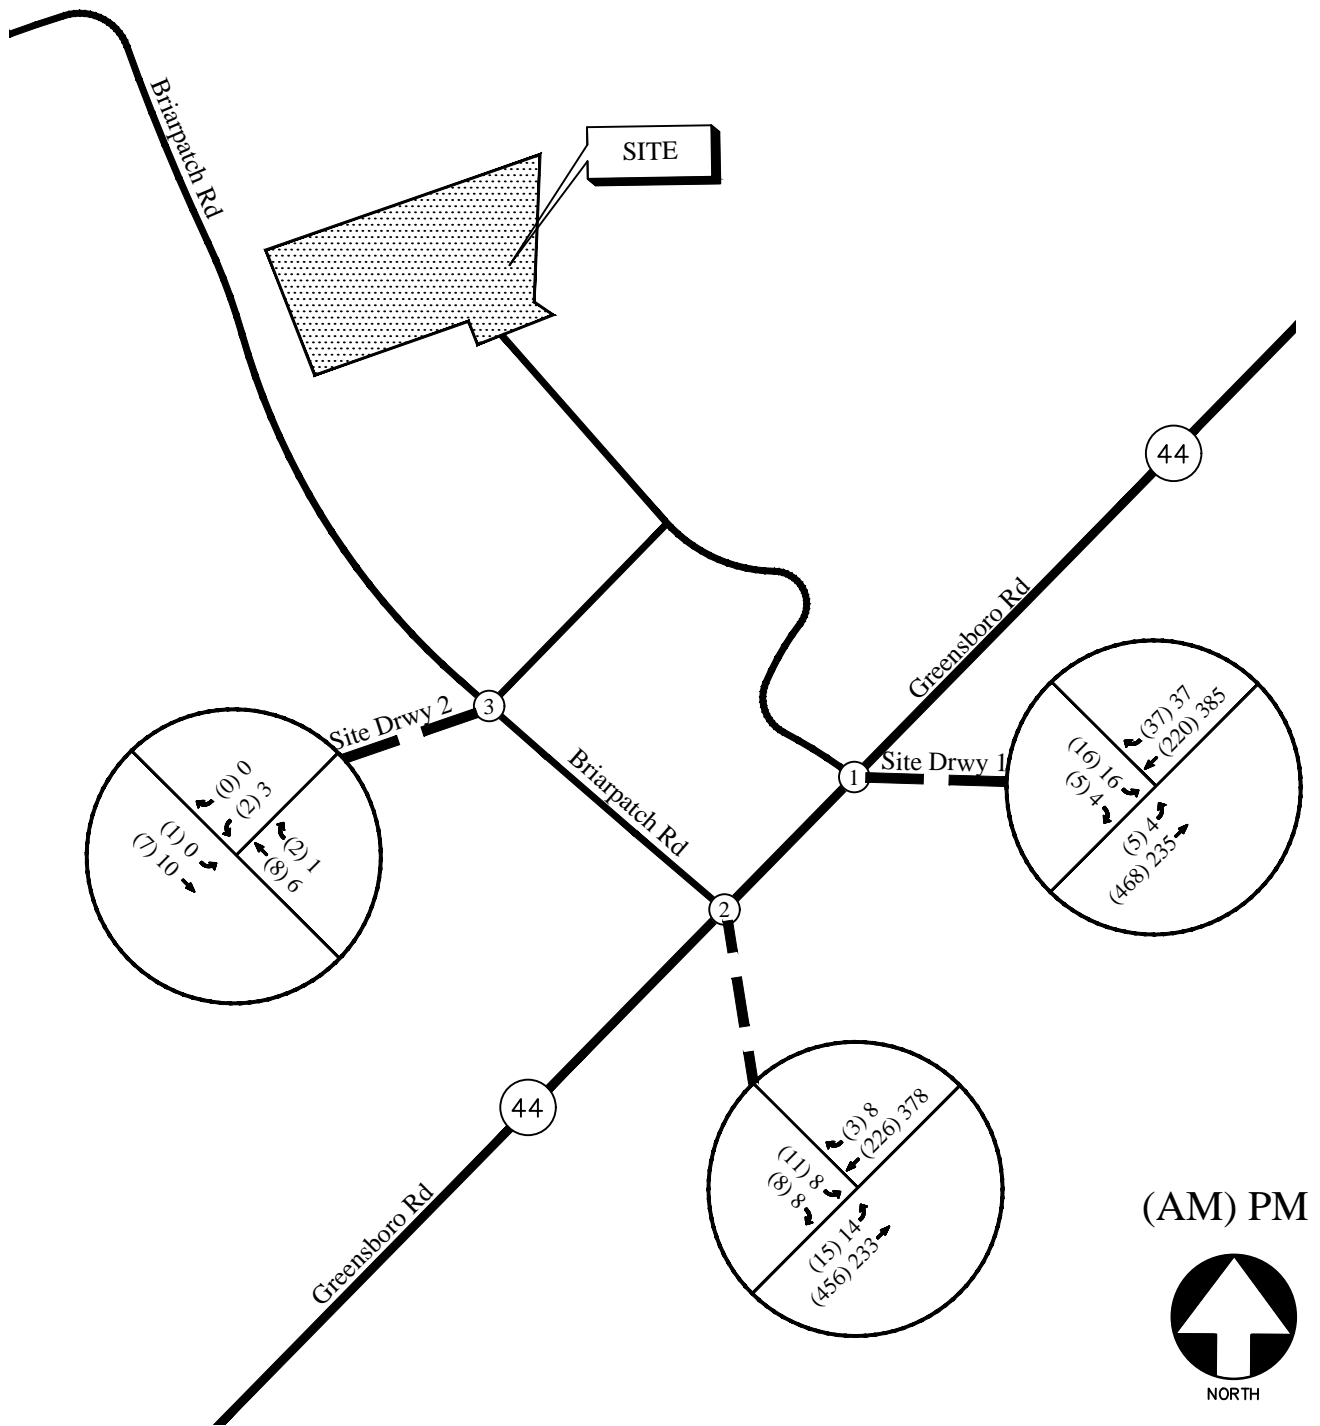 Briarpatch Rd
SITE
44
Greensboro Rd
Site Drwy 2
3
Briarpatch Rd
1
Site Drwy 1
(37) 37
(220) 385
(16) 16
(5) 4
(5) 4
(468) 235
(0) 0
(2) 3
(1) 0
(7) 10
(2) 1
(8) 6
2
44
Greensboro Rd
(3) 8
(226) 378
(11) 8
(8) 8
(15) 14
(456) 233
(AM) PM
NORTH